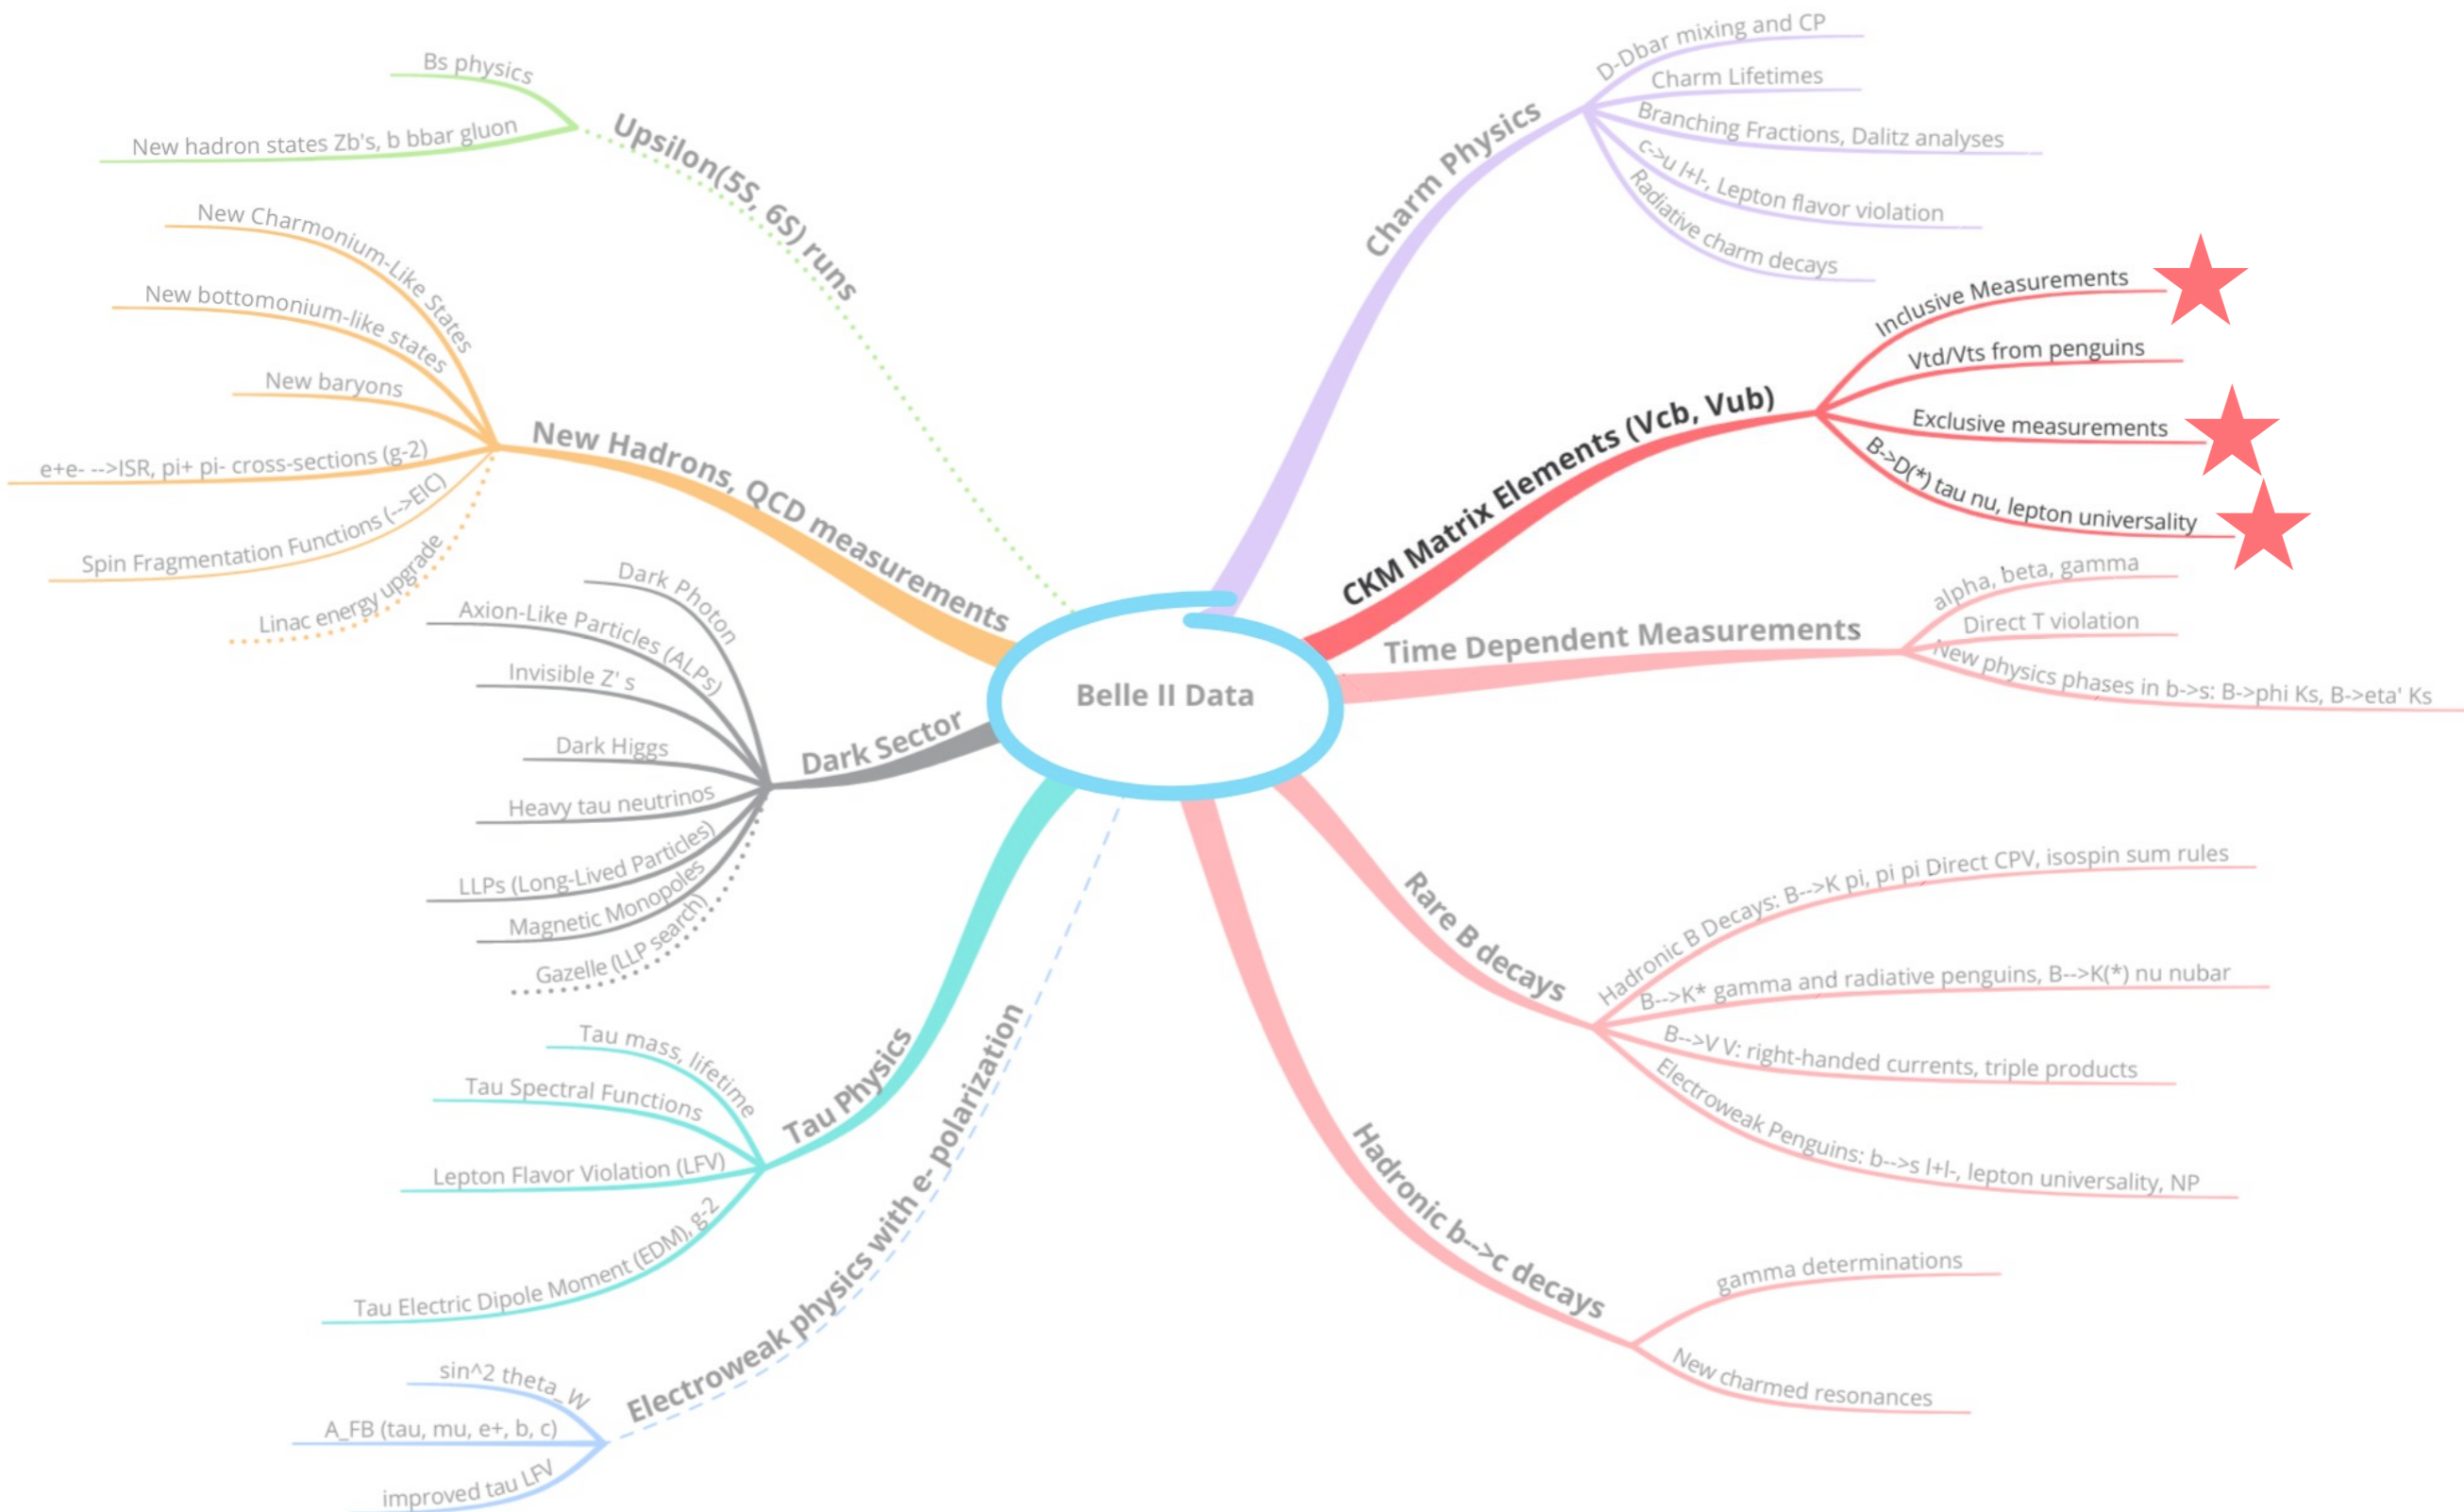 Belle II Data
Upsilon(5S, 6S) runs
Bs physics
New hadron states Zb's, b bbar gluon
New Hadrons, QCD measurements
New Charmonium-Like States
New bottomonium-like states
New baryons
e+e- -->ISR, pi+ pi- cross-sections (g-2)
Spin Fragmentation Functions (-->EIC)
Linac energy upgrade
Dark Sector
Dark Photon
Axion-Like Particles (ALPs)
Invisible Z' s
Dark Higgs
Heavy tau neutrinos
LLPs (Long-Lived Particles)
Magnetic Monopoles
Gazelle (LLP search)
Tau Physics
Tau mass, lifetime
Tau Spectral Functions
Lepton Flavor Violation (LFV)
Tau Electric Dipole Moment (EDM), g-2
Electroweak physics with e- polarization
sin^2 theta_W
A_FB (tau, mu, e+, b, c)
improved tau LFV
Charm Physics
D-Dbar mixing and CP
Charm Lifetimes
Branching Fractions, Dalitz analyses
c->u l+l-, Lepton flavor violation
Radiative charm decays
CKM Matrix Elements (Vcb, Vub)
Inclusive Measurements
Vtd/Vts from penguins
Exclusive measurements
B->D(*) tau nu, lepton universality
Time Dependent Measurements
alpha, beta, gamma
Direct T violation
New physics phases in b->s: B->phi Ks, B->eta' Ks
Rare B decays
Hadronic B Decays: B-->K pi, pi pi Direct CPV, isospin sum rules
B-->K* gamma and radiative penguins, B-->K(*) nu nubar
B-->V V: right-handed currents, triple products
Electroweak Penguins: b-->s l+l-, lepton universality, NP
Hadronic b-->c decays
gamma determinations
New charmed resonances